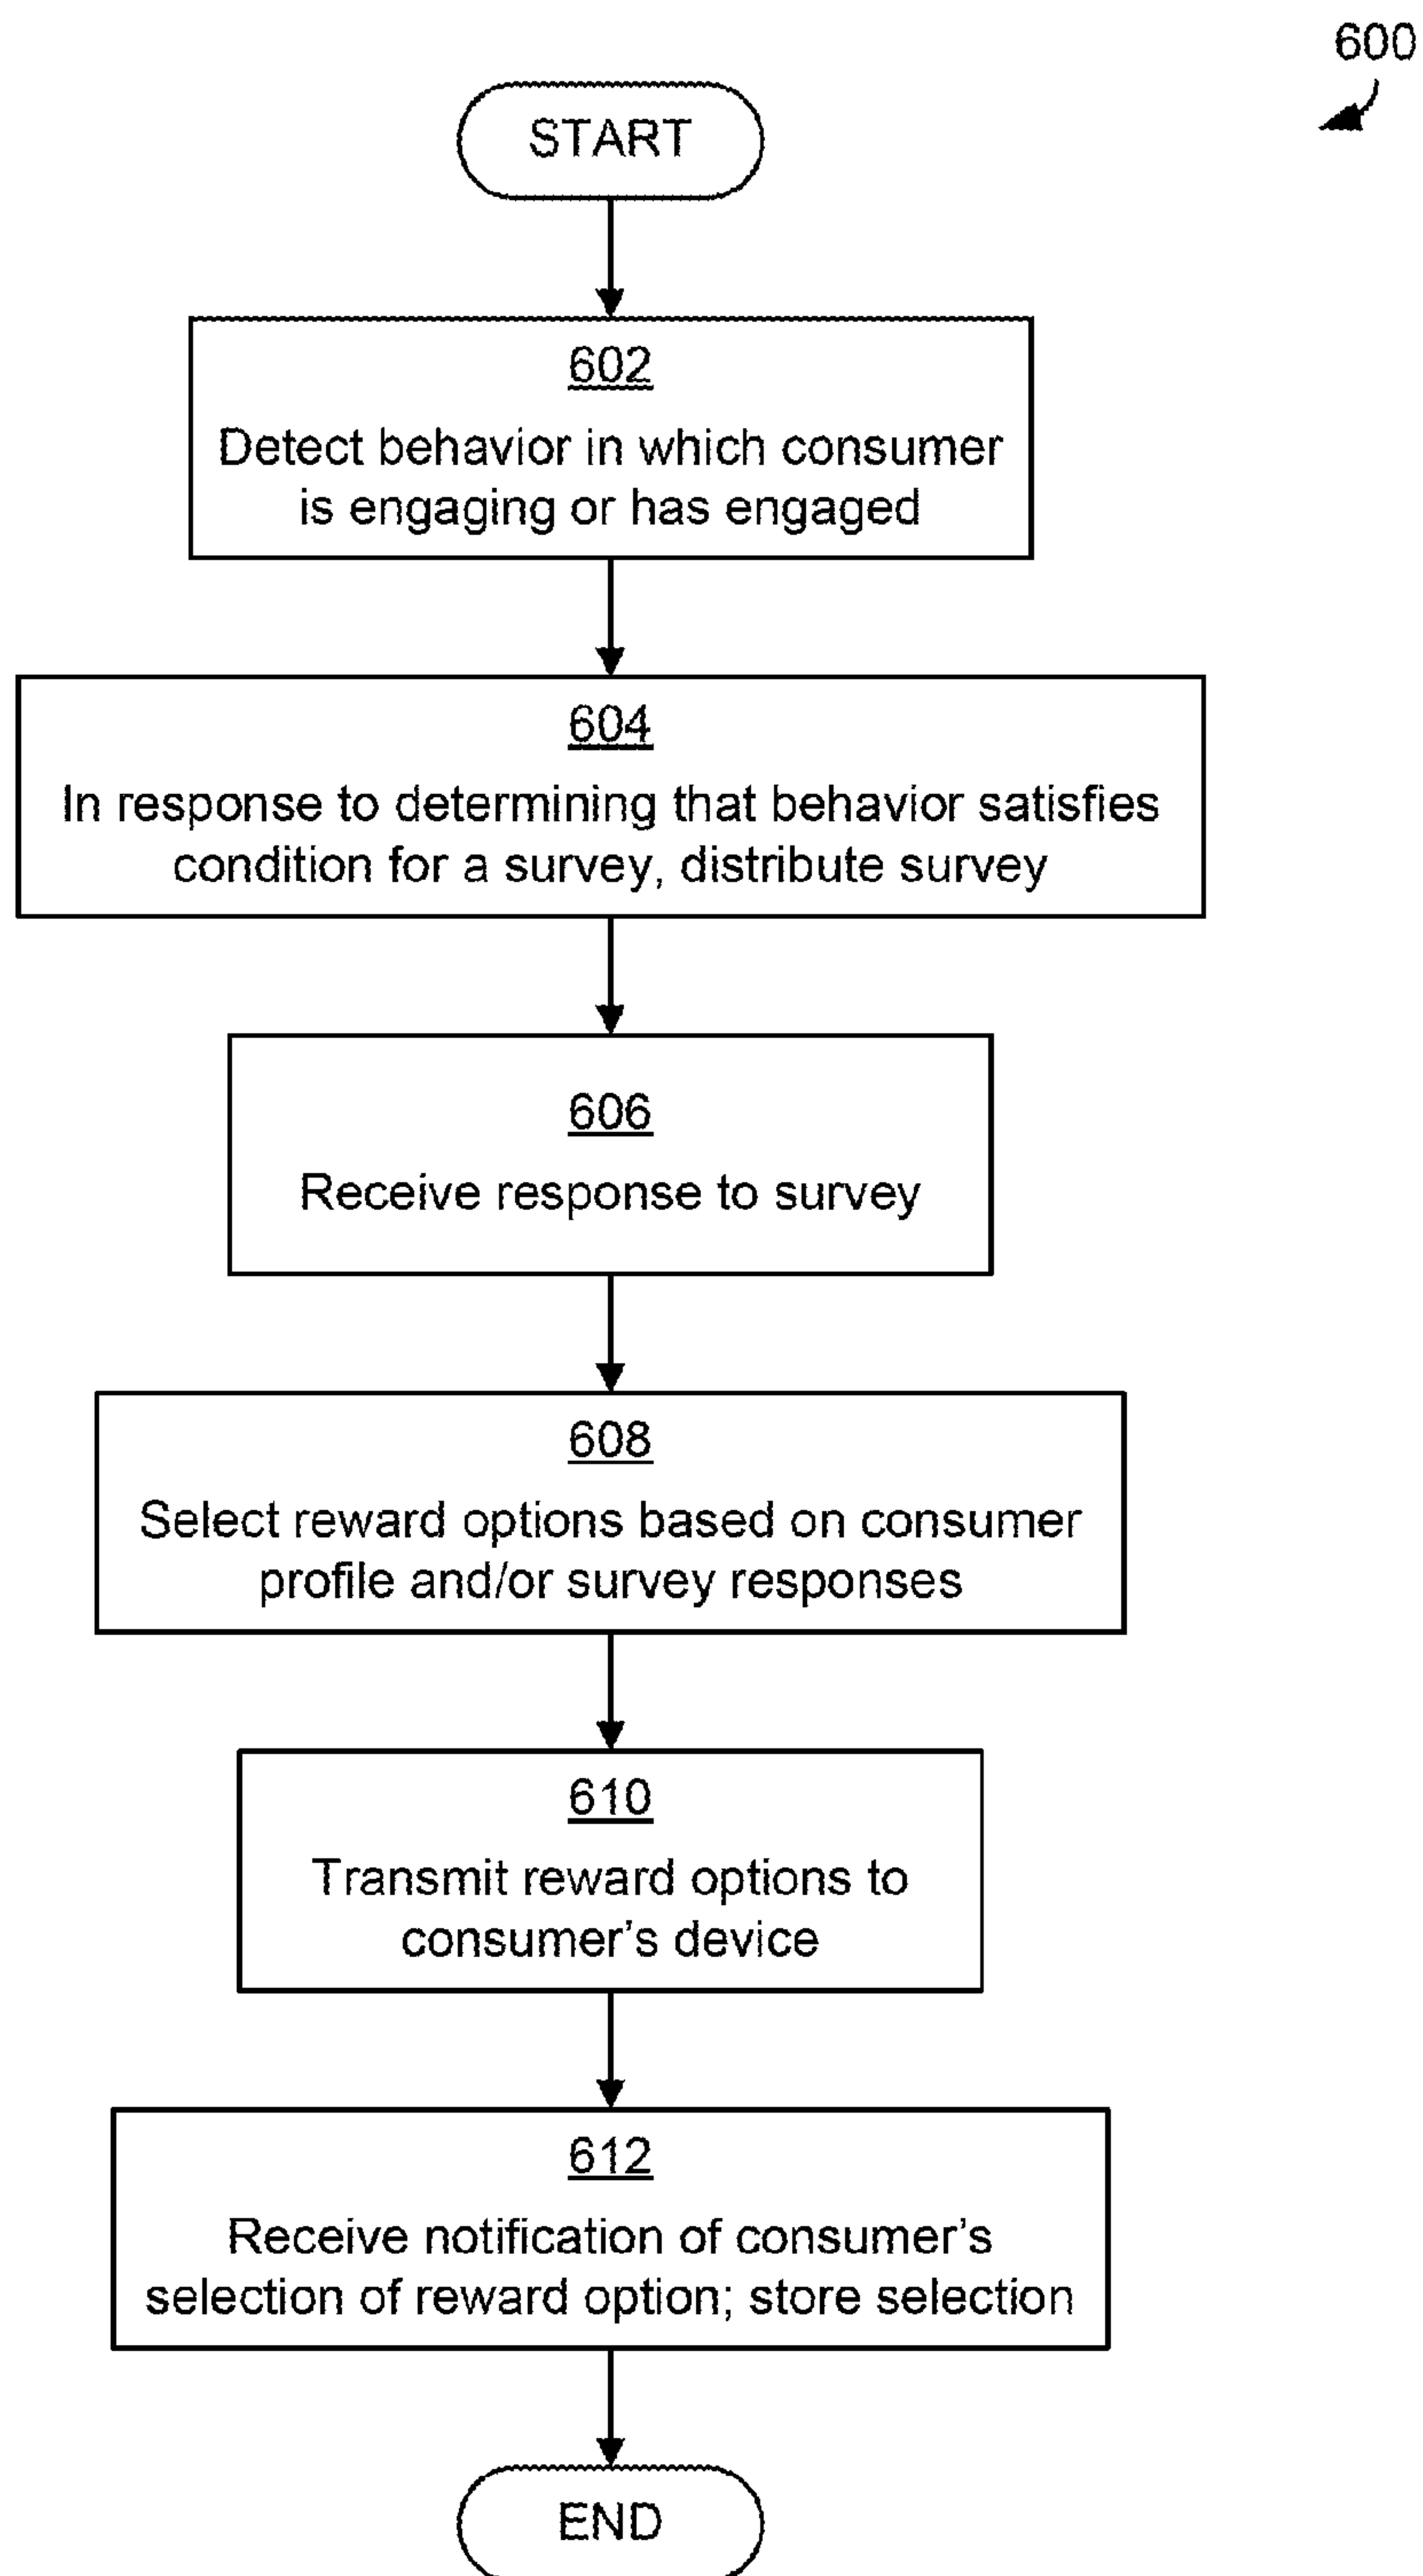 600
START
602
Detect behavior in which consumer
is engaging or has engaged
604
In response to determining that behavior satisfies
condition for a survey, distribute survey
606
Receive response to survey
608
Select reward options based on consumer
profile and/or survey responses
610
Transmit reward options to
consumer's device
612
Receive notification of consumer's
selection of reward option; store selection
END